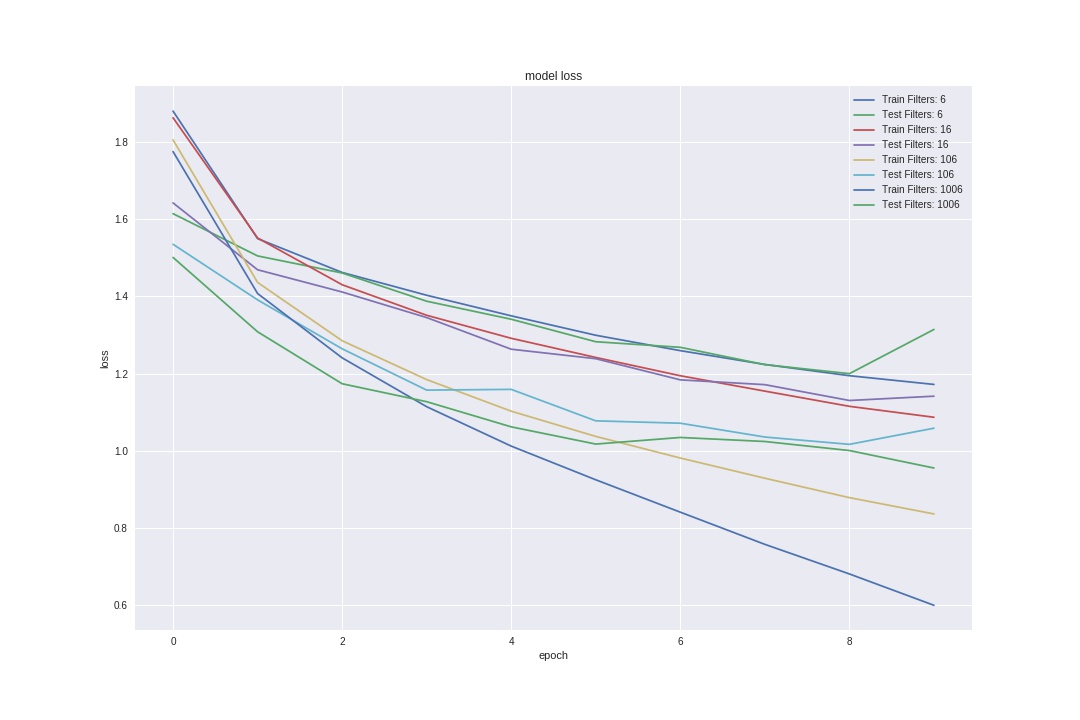 model loss
Train Filters: 6
Test Filters: 6
Train Filters: 16
Test Filters: 16
Train Filters: 106
Test Filters: 106
Train Filters: 1006
Test Filters: 1006
1.8
1.6
1.4
1.2
1.0
0.8
0.6
loss
0 2 4 6 8
epoch